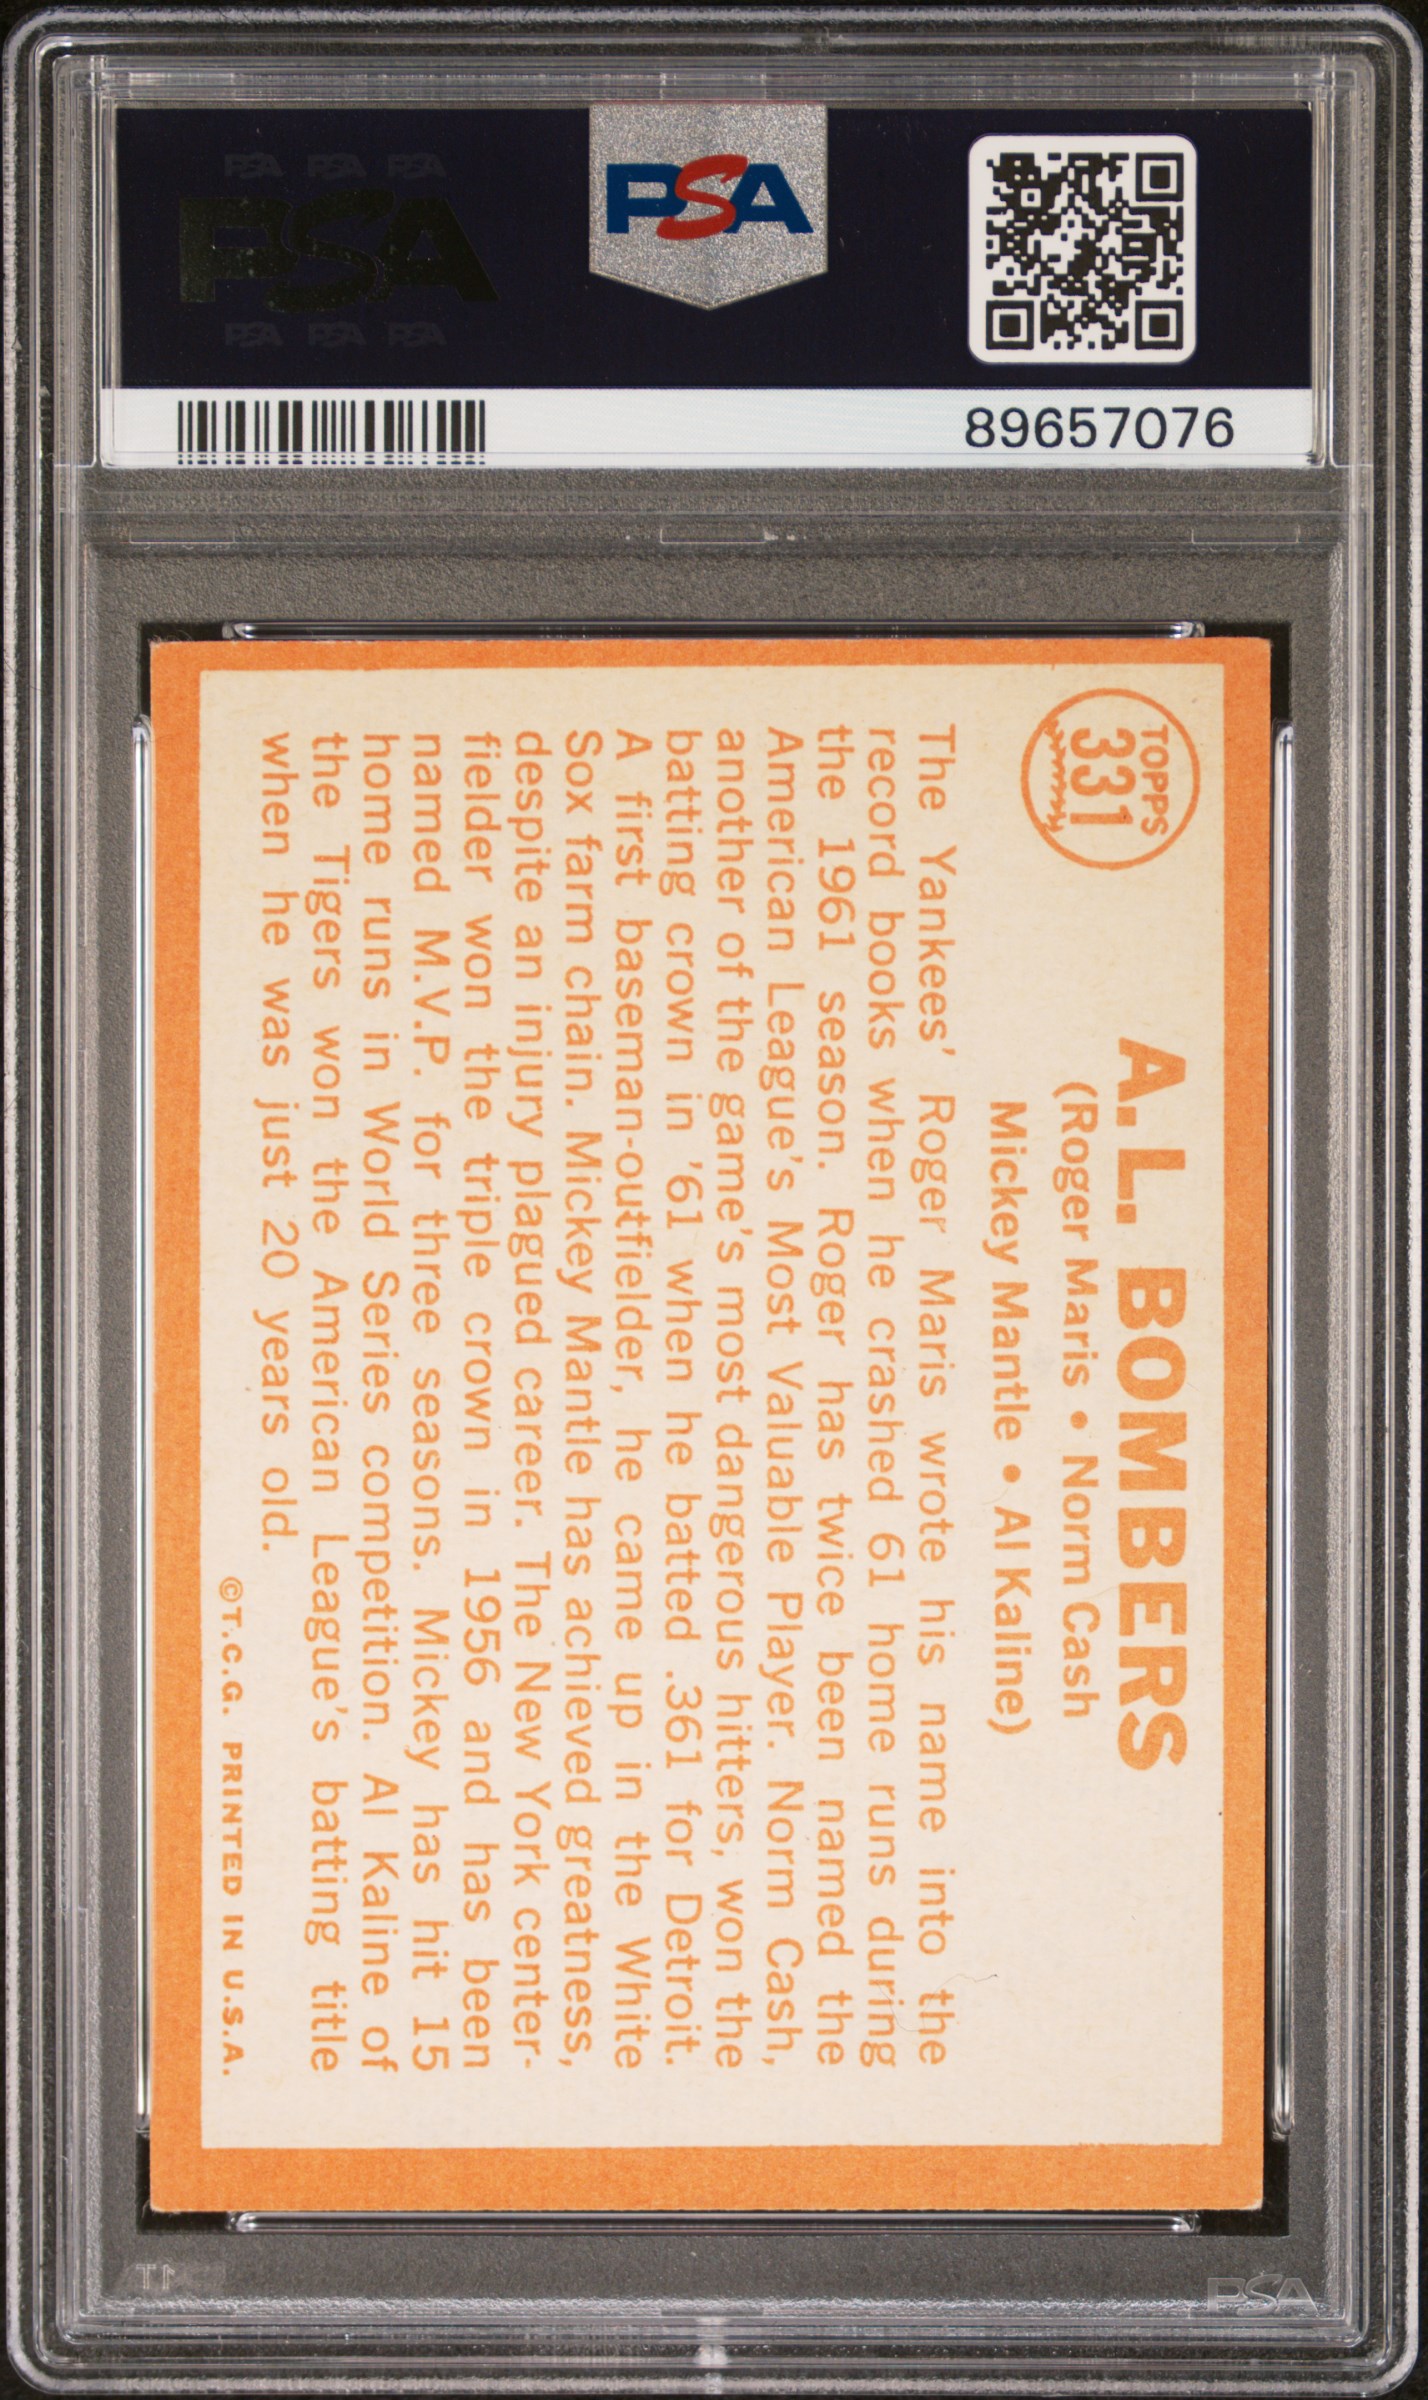 PSA PSA PSA
PSA
PSA PSA PSA
PSA
89657076
TOPPS
331
A. L. BOMBERS
(Roger Maris • Norm Cash
Mickey Mantle • Al Kaline)
The Yankees' Roger Maris wrote his name into the
record books when he crashed 61 home runs during
the 1961 season. Roger has twice been named the
American League's Most Valuable Player. Norm Cash,
another of the game's most dangerous hitters, won the
batting crown in '61 when he batted .361 for Detroit.
A first baseman-outfielder, he came up in the White
Sox farm chain. Mickey Mantle has achieved greatness,
despite an injury plagued career. The New York center-
fielder won the triple crown in 1956 and has been
named M.V.P. for three seasons. Mickey has hit 15
home runs in World Series competition. Al Kaline of
the Tigers won the American League's batting title
when he was just 20 years old.
©T.C.G. PRINTED IN U.S.A.
PSA